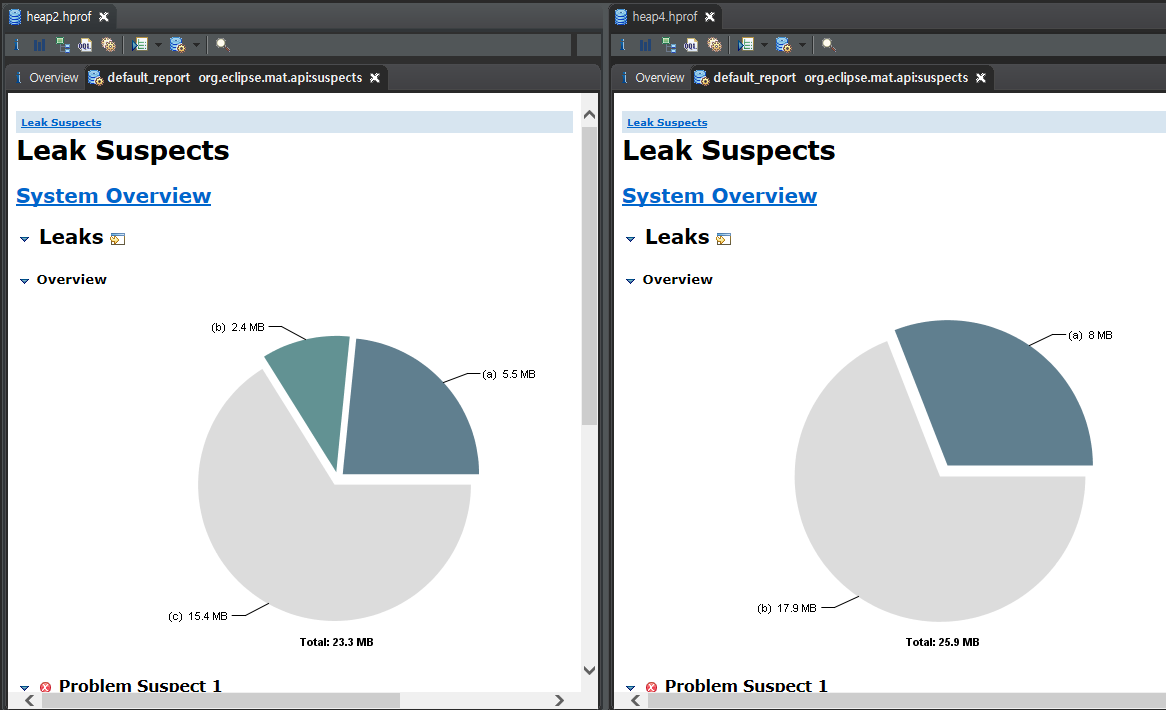 heap2.hprof
OQL
i Overview default_report org.eclipse.mat.api:suspects
Leak Suspects
Leak Suspects
System Overview
Leaks
Overview
(b) 2.4 MB
(a) 5.5 MB
(c) 15.4 MB
Total: 23.3 MB
Problem Suspect 1
heap4.hprof
OQL
i Overview default_report org.eclipse.mat.api:suspects
Leak Suspects
Leak Suspects
System Overview
Leaks
Overview
(a) 8 MB
(b) 17.9 MB
Total: 25.9 MB
Problem Suspect 1